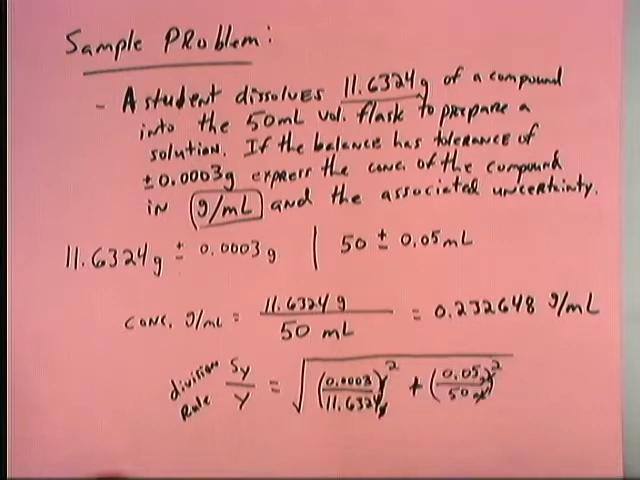 Sample Problem:
- A student dissolves 11.6324g of a compound
into the 50mL vol. flask to prepare a
solution. If the balance has tolerance of
±0.0003g express the conc. of the compound
in g/mL and the associated uncertainty.
11.6324g ± 0.0003g | 50 ± 0.05mL
conc. g/mL = 11.6324 g / 50 mL = 0.232648 g/mL
division Rule Sy/Y = √(0.0003/11.6324)² + (0.05/50)²